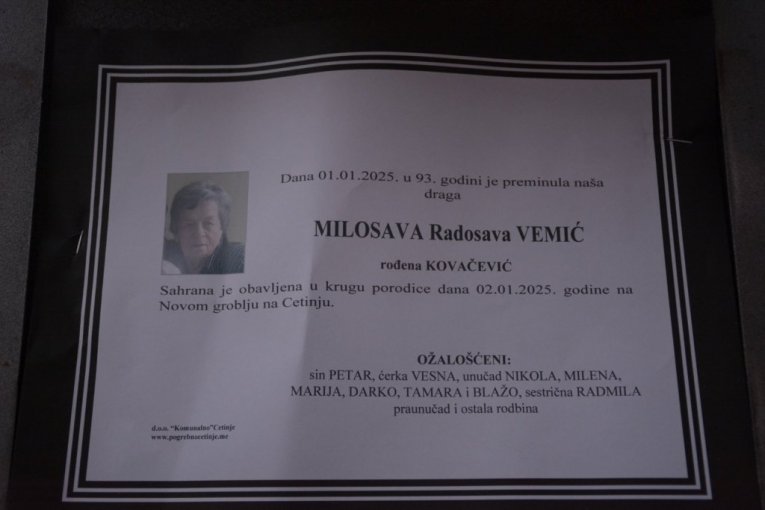 Dana 01.01.2025. u 93. godini je preminula naša
draga
MILOSAVA Radosava VEMIĆ
rođena KOVAČEVIĆ
Sahrana je obavljena u krugu porodice dana 02.01.2025. godine na
Novom groblju na Cetinju.
OŽALOŠĆENI:
sin PETAR, ćerka VESNA, unučad NIKOLA, MILENA,
MARIJA, DARKO, TAMARA i BLAŽO, sestrična RADMILA
praunučad i ostala rodbina
d.o.o. "Komunalno"Cetinje
www.pogrebnocetinje.me